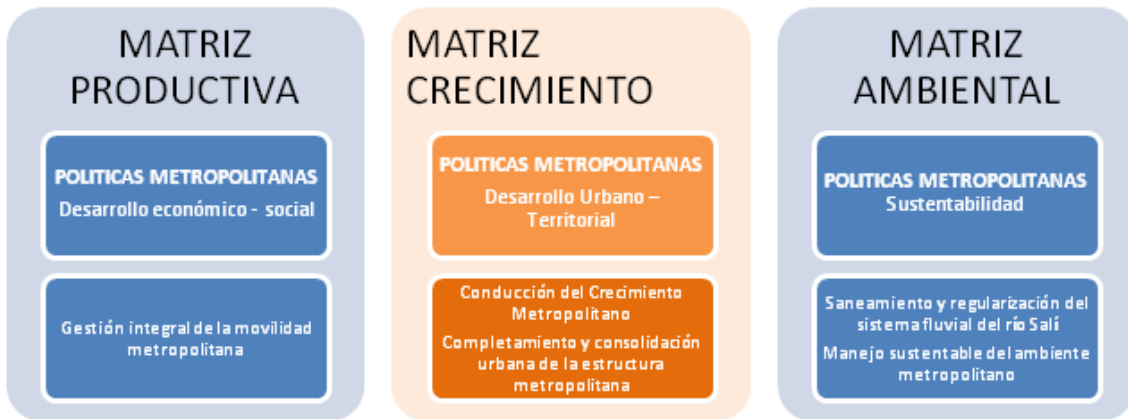 MATRIZ
PRODUCTIVA
POLITICAS METROPOLITANAS
Desarrollo económico - social
Gestión integral de la movilidad
metropolitana
MATRIZ
CRECIMIENTO
POLITICAS METROPOLITANAS
Desarrollo Urbano –
Territorial
Conducción del Crecimiento
Metropolitano
Completamiento y consolidación
urbana de la estructura
metropolitana
MATRIZ
AMBIENTAL
POLITICAS METROPOLITANAS
Sustentabilidad
Saneamiento y regularización del
sistema fluvial del río Salí
Manejo sustentable del ambiente
metropolitano